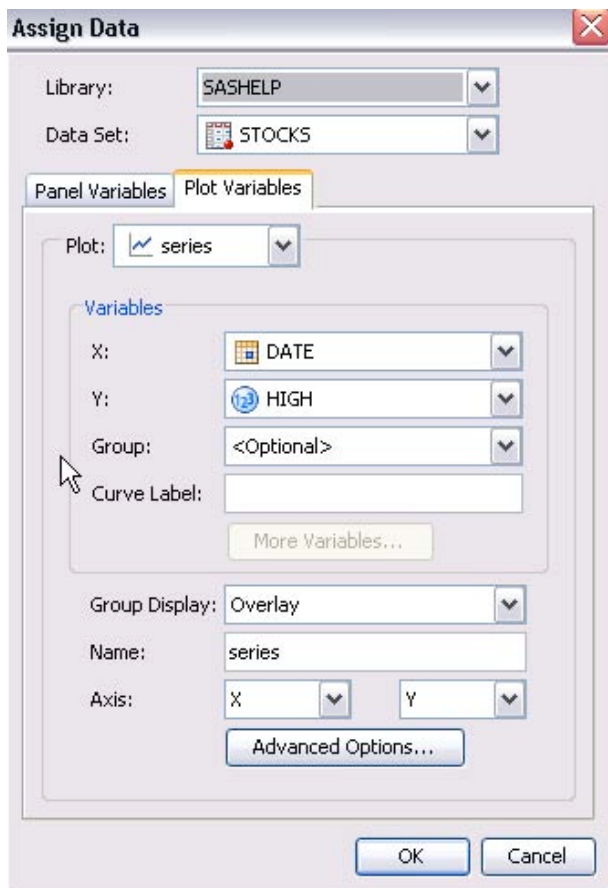 Assign Data
Library: SASHELP
Data Set: STOCKS
Panel Variables Plot Variables
Plot: series
Variables
X: DATE
Y: 123 HIGH
Group: <Optional>
Curve Label:
More Variables...
Group Display: Overlay
Name: series
Axis: X Y
Advanced Options...
OK Cancel